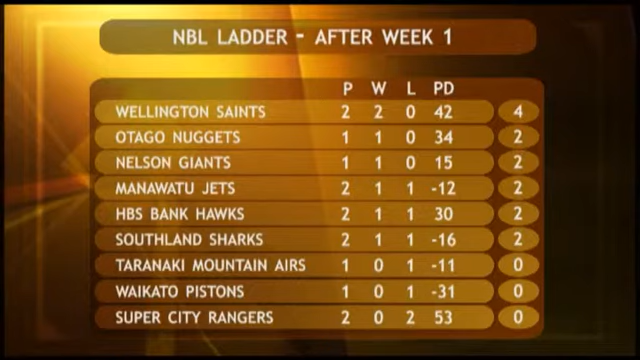 NBL LADDER - AFTER WEEK 1
P W L PD
WELLINGTON SAINTS 2 2 0 42 4
OTAGO NUGGETS 1 1 0 34 2
NELSON GIANTS 1 1 0 15 2
MANAWATU JETS 2 1 1 -12 2
HBS BANK HAWKS 2 1 1 30 2
SOUTHLAND SHARKS 2 1 1 -16 2
TARANAKI MOUNTAIN AIRS 1 0 1 -11 0
WAIKATO PISTONS 1 0 1 -31 0
SUPER CITY RANGERS 2 0 2 53 0